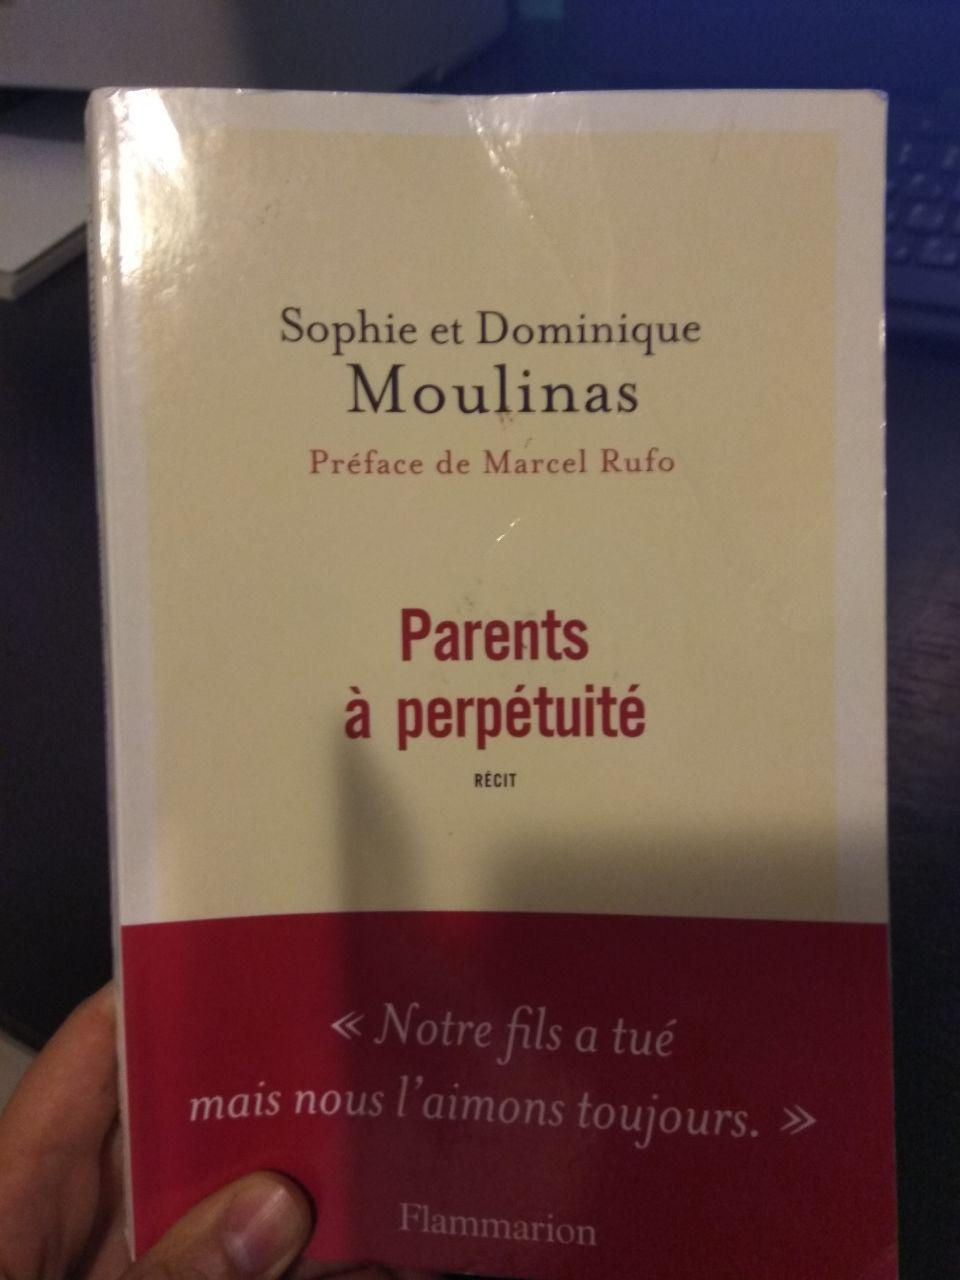 Sophie et Dominique
Moulinas
Préface de Marcel Rufo
Parents
à perpétuité
RÉCIT
« Notre fils a tué
mais nous l'aimons toujours. »
Flammarion